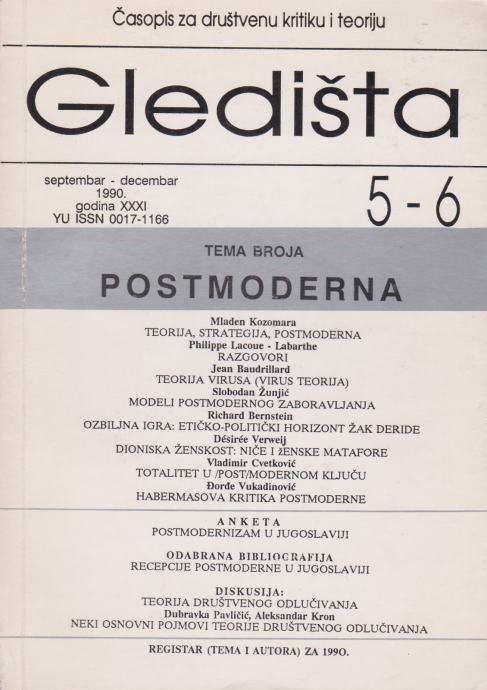 Časopis za društvenu kritiku i teoriju
Gledišta
septembar - decembar
1990.
godina XXXI
YU ISSN 0017-1166
5 - 6
TEMA BROJA
POSTMODERNA
Mladen Kozomara
TEORIJA, STRATEGIJA, POSTMODERNA
Philippe Lacoue - Labarthe
RAZGOVORI
Jean Baudrillard
TEORIJA VIRUSA (VIRUS TEORIJA)
Slobodan Žunjić
MODELI POSTMODERNOG ZABORAVLJANJA
Richard Bernstein
OZBILJNA IGRA: ETIČKO-POLITIČKI HORIZONT ŽAK DERIDE
Désirée Verweij
DIONISKA ŽENSKOST: NIČE I žENSKE MATAFORE
Vladimir Cvetković
TOTALITET U /POST/MODERNOM KLJUČU
Đorđe Vukadinović
HABERMASOVA KRITIKA POSTMODERNE
ANKETA
POSTMODERNIZAM U JUGOSLAVIJI
ODABRANA BIBLIOGRAFIJA
RECEPCIJE POSTMODERNE U JUGOSLAVIJI
DISKUSIJA:
TEORIJA DRUŠTVENOG ODLUČIVANJA
Dubravka Pavličić, Aleksandar Kron
NEKI OSNOVNI POJMOVI TEORIJE DRUŠTVENOG ODLUČIVANJA
REGISTAR (TEMA I AUTORA) ZA 199O.